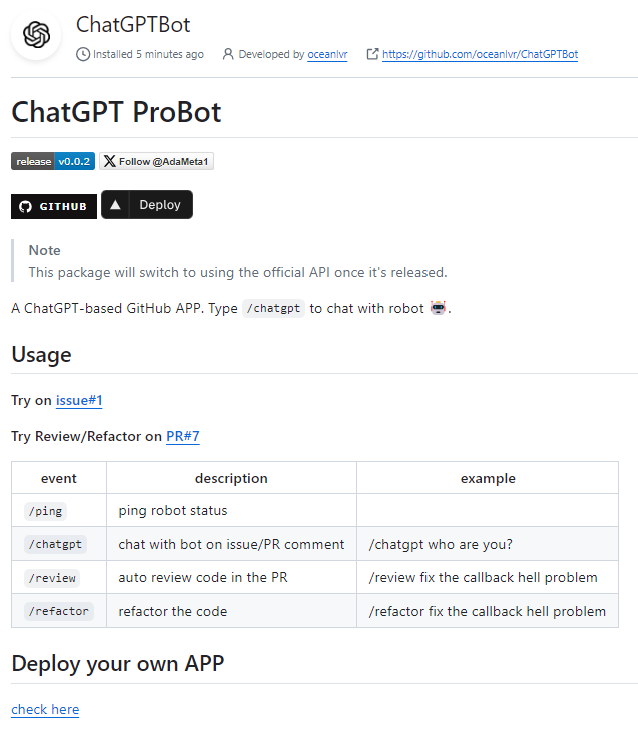 ChatGPTBot
Installed 5 minutes ago Developed by oceanlvr https://github.com/oceanlvr/ChatGPTBot
ChatGPT ProBot
release v0.0.2 Follow @AdaMeta1
GITHUB Deploy
Note
This package will switch to using the official API once it's released.
A ChatGPT-based GitHub APP. Type /chatgpt to chat with robot 🤖.
Usage
Try on issue#1
Try Review/Refactor on PR#7
event description example
/ping ping robot status
/chatgpt chat with bot on issue/PR comment /chatgpt who are you?
/review auto review code in the PR /review fix the callback hell problem
/refactor refactor the code /refactor fix the callback hell problem
Deploy your own APP
check here